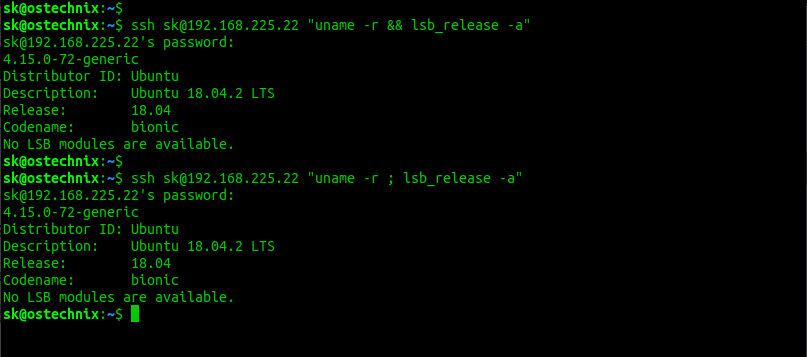 sk@ostechnix:~$
sk@ostechnix:~$ ssh sk@192.168.225.22 "uname -r && lsb_release -a"
sk@192.168.225.22's password:
4.15.0-72-generic
Distributor ID: Ubuntu
Description:    Ubuntu 18.04.2 LTS
Release:        18.04
Codename:       bionic
No LSB modules are available.
sk@ostechnix:~$
sk@ostechnix:~$ ssh sk@192.168.225.22 "uname -r ; lsb_release -a"
sk@192.168.225.22's password:
4.15.0-72-generic
Distributor ID: Ubuntu
Description:    Ubuntu 18.04.2 LTS
Release:        18.04
Codename:       bionic
No LSB modules are available.
sk@ostechnix:~$